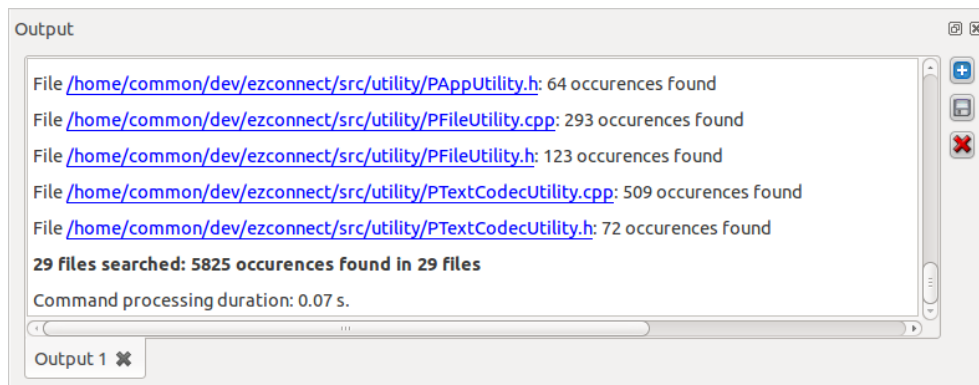 Output
File /home/common/dev/ezconnect/src/utility/PAppUtility.h: 64 occurences found
File /home/common/dev/ezconnect/src/utility/PFileUtility.cpp: 293 occurences found
File /home/common/dev/ezconnect/src/utility/PFileUtility.h: 123 occurences found
File /home/common/dev/ezconnect/src/utility/PTextCodecUtility.cpp: 509 occurences found
File /home/common/dev/ezconnect/src/utility/PTextCodecUtility.h: 72 occurences found
29 files searched: 5825 occurences found in 29 files
Command processing duration: 0.07 s.
Output 1